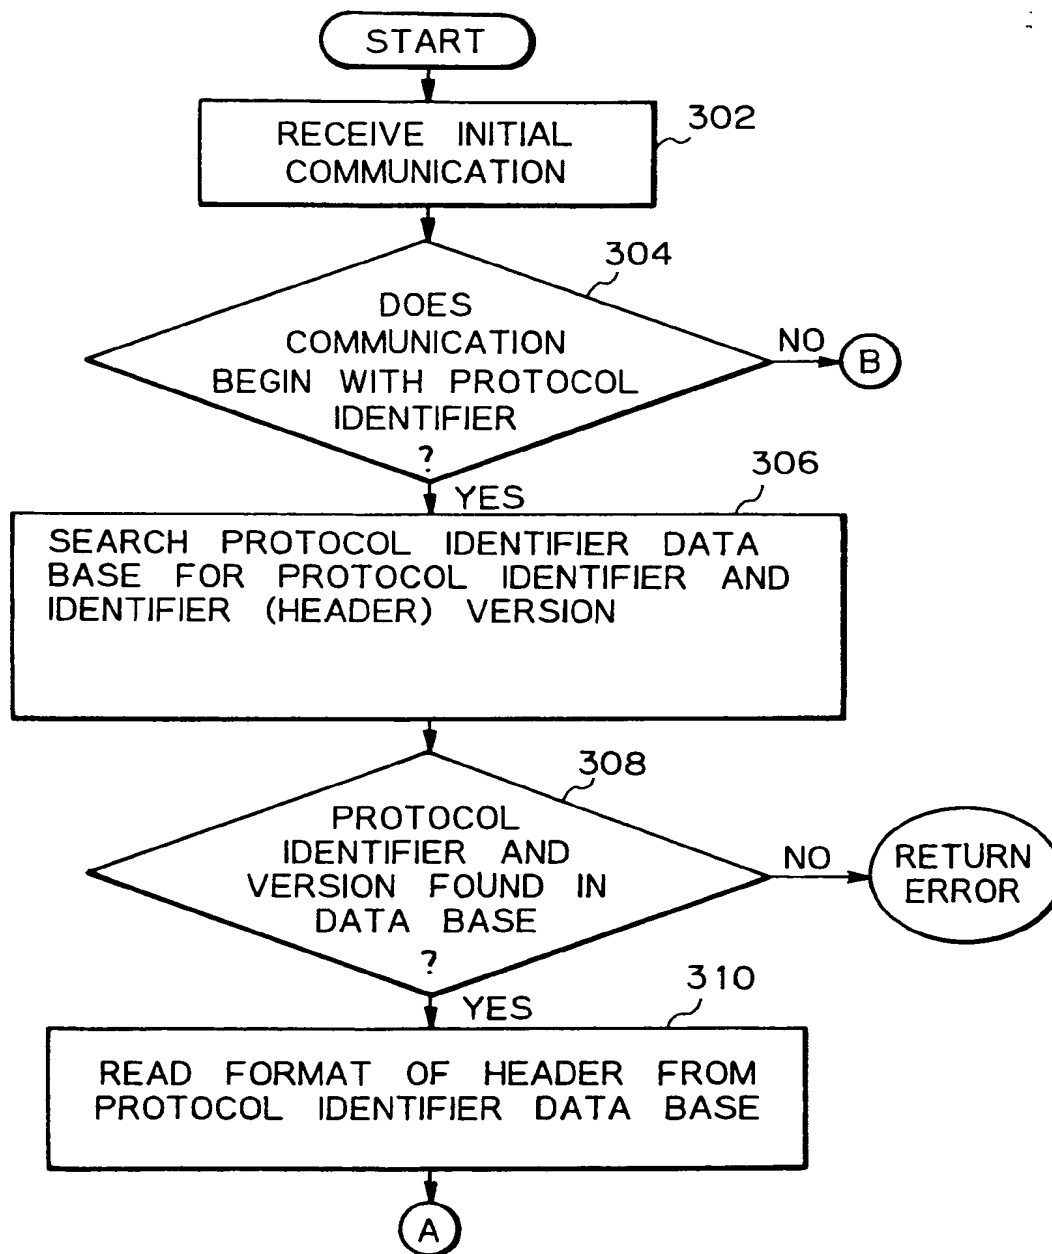 START
RECEIVE INITIAL
COMMUNICATION
302
304
DOES
COMMUNICATION
BEGIN WITH PROTOCOL
IDENTIFIER
?
NO
B
YES
306
SEARCH PROTOCOL IDENTIFIER DATA
BASE FOR PROTOCOL IDENTIFIER AND
IDENTIFIER (HEADER) VERSION
308
PROTOCOL
IDENTIFIER AND
VERSION FOUND IN
DATA BASE
?
NO
RETURN
ERROR
YES
310
READ FORMAT OF HEADER FROM
PROTOCOL IDENTIFIER DATA BASE
A